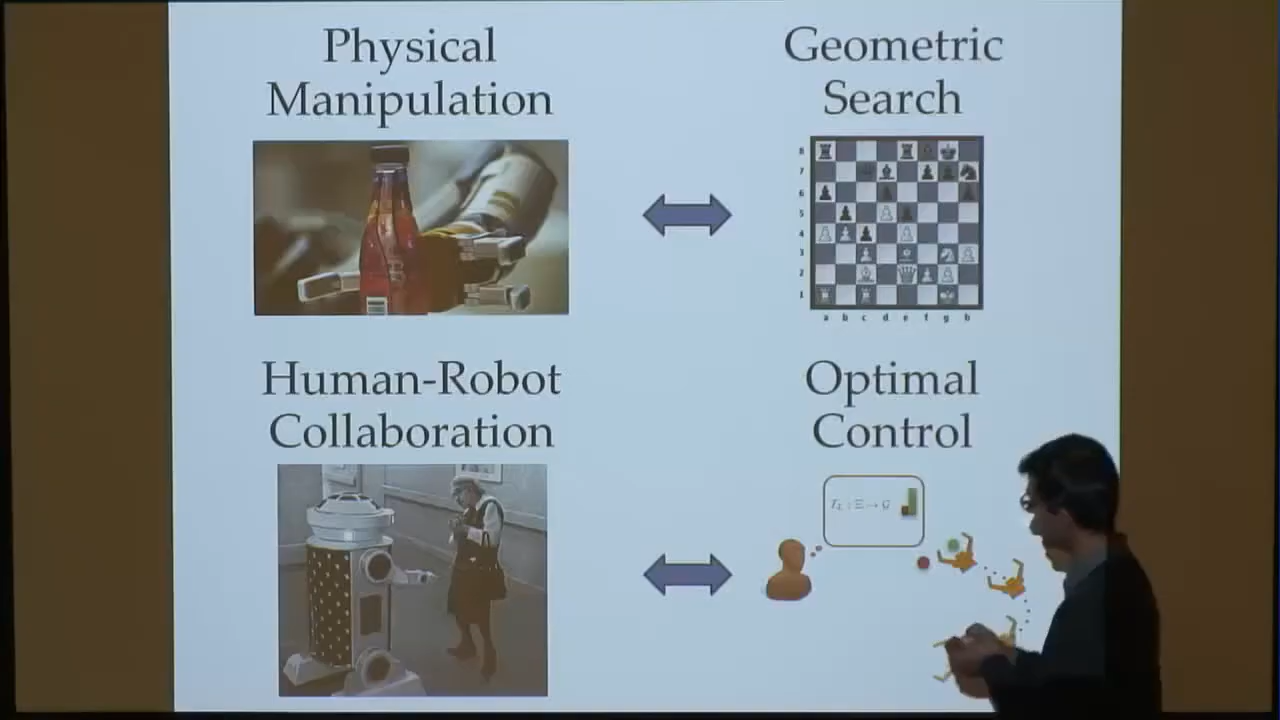 Physical
Manipulation
Geometric
Search
8
7
6
5
4
3
2
1
a b c d e f g h
Human-Robot
Collaboration
Optimal
Control